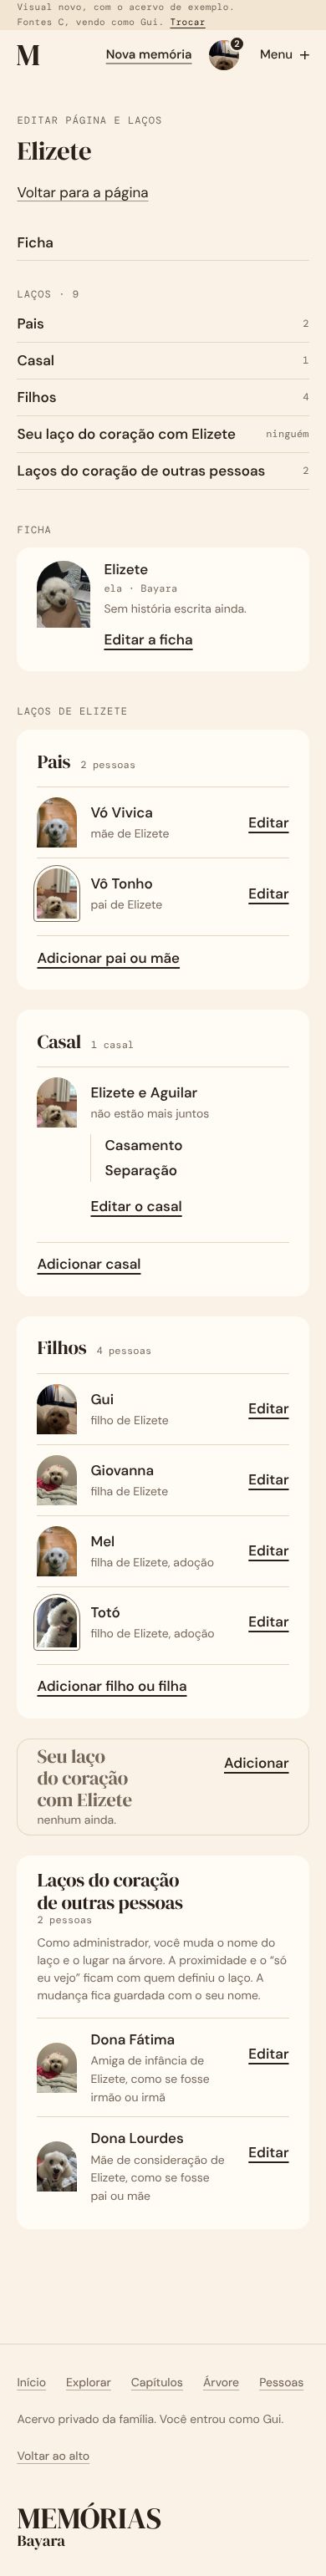 Visual novo, com o acervo de exemplo.
Fontes C, vendo como Gui. Trocar
M
Nova memória
2
Menu +
EDITAR PÁGINA E LAÇOS
Elizete
Voltar para a página
Ficha
LAÇOS · 9
Pais 2
Casal 1
Filhos 4
Seu laço do coração com Elizete ninguém
Laços do coração de outras pessoas 2
FICHA
Elizete
ela · Bayara
Sem história escrita ainda.
Editar a ficha
LAÇOS DE ELIZETE
Pais 2 pessoas
Vó Vivica
mãe de Elizete
Editar
Vô Tonho
pai de Elizete
Editar
Adicionar pai ou mãe
Casal 1 casal
Elizete e Aguilar
não estão mais juntos
Casamento
Separação
Editar o casal
Adicionar casal
Filhos 4 pessoas
Gui
filho de Elizete
Editar
Giovanna
filha de Elizete
Editar
Mel
filha de Elizete, adoção
Editar
Totó
filho de Elizete, adoção
Editar
Adicionar filho ou filha
Seu laço
do coração
com Elizete
nenhum ainda.
Adicionar
Laços do coração
de outras pessoas
2 pessoas
Como administrador, você muda o nome do
laço e o lugar na árvore. A proximidade e o “só
eu vejo” ficam com quem definiu o laço. A
mudança fica guardada com o seu nome.
Dona Fátima
Amiga de infância de
Elizete, como se fosse
irmão ou irmã
Editar
Dona Lourdes
Mãe de consideração de
Elizete, como se fosse
pai ou mãe
Editar
Início Explorar Capítulos Árvore Pessoas
Acervo privado da família. Você entrou como Gui.
Voltar ao alto
MEMÓRIAS
Bayara